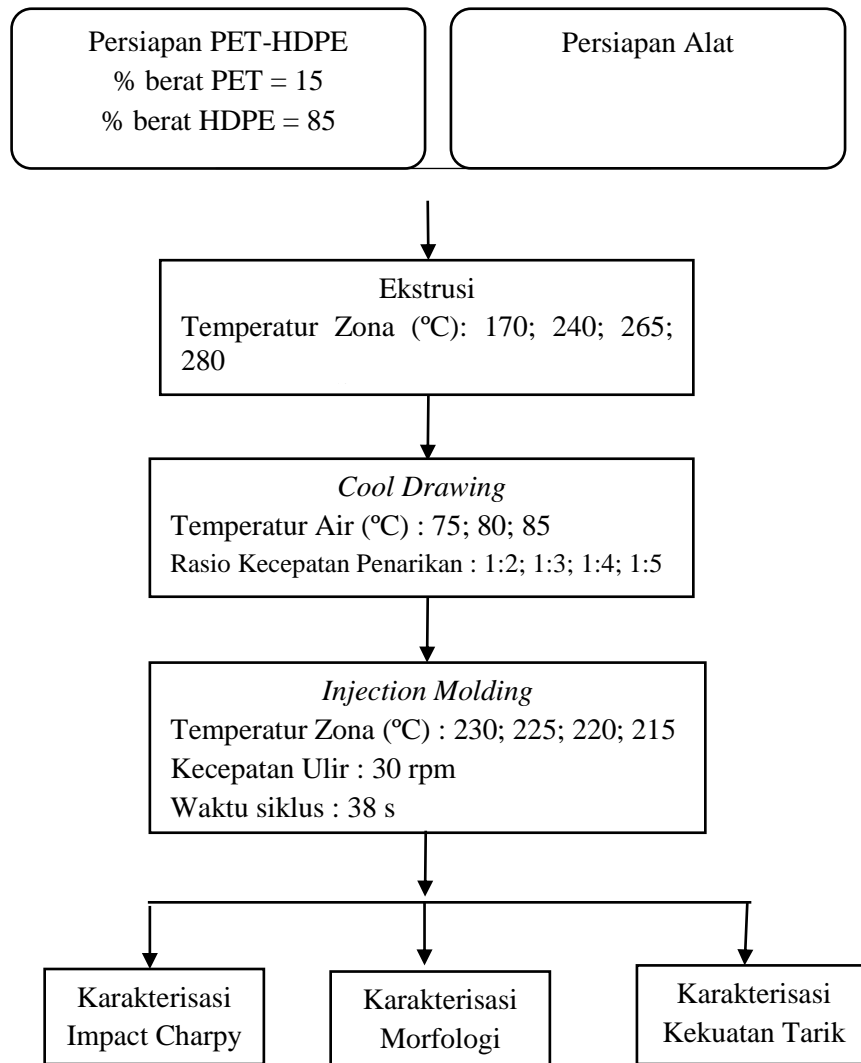 Persiapan PET-HDPE
% berat PET = 15
% berat HDPE = 85
Persiapan Alat
Ekstrusi
Temperatur Zona (ºC): 170; 240; 265;
280
Cool Drawing
Temperatur Air (ºC) : 75; 80; 85
Rasio Kecepatan Penarikan : 1:2; 1:3; 1:4; 1:5
Injection Molding
Temperatur Zona (ºC) : 230; 225; 220; 215
Kecepatan Ulir : 30 rpm
Waktu siklus : 38 s
Karakterisasi
Impact Charpy
Karakterisasi
Morfologi
Karakterisasi
Kekuatan Tarik